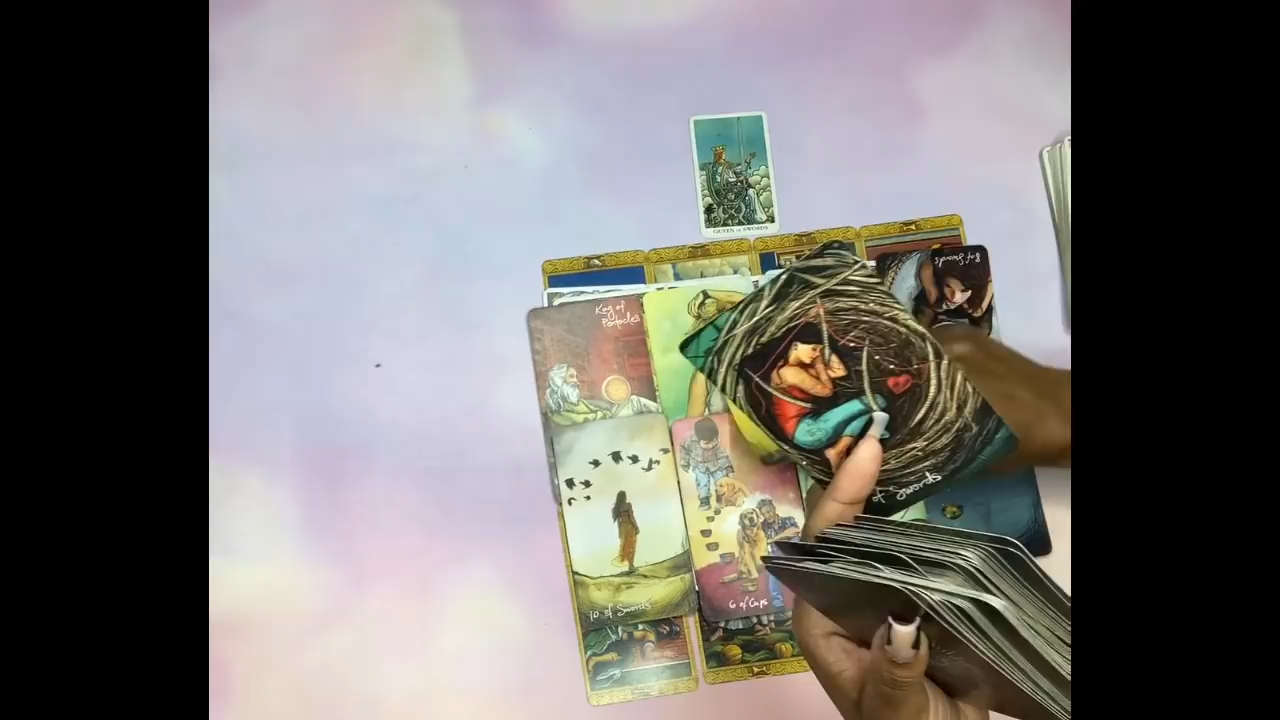 QUEEN OF SWORDS
8 of Swords
King of
Pentacles
of Swords
10 of Swords
6 of Cups